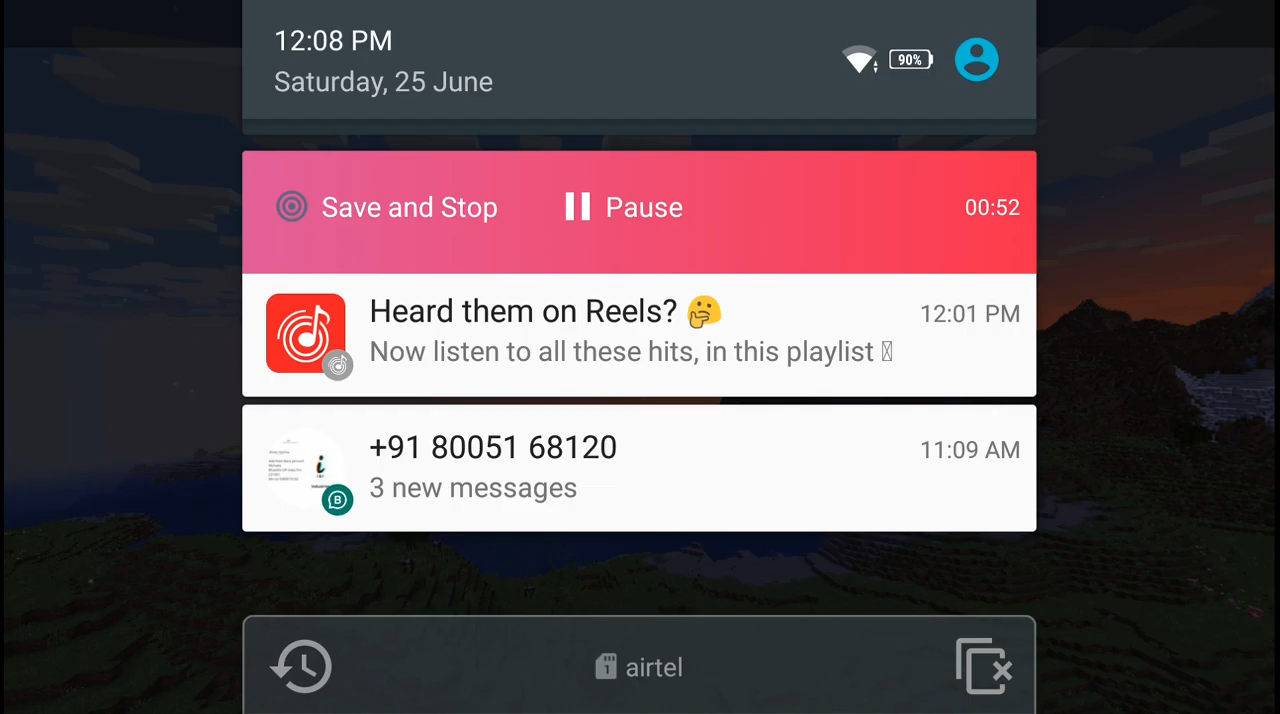 12:08 PM
Saturday, 25 June
90%
Save and Stop
Pause
00:52
Heard them on Reels? 🤔
12:01 PM
Now listen to all these hits, in this playlist
+91 80051 68120
11:09 AM
3 new messages
B
1
airtel